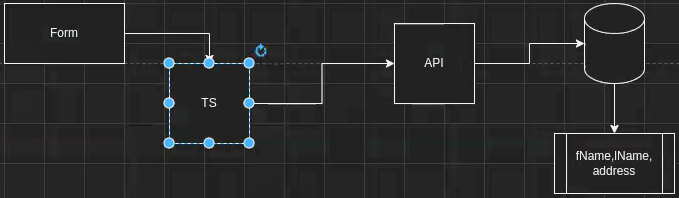 Form
TS
API
fName,lName,
address